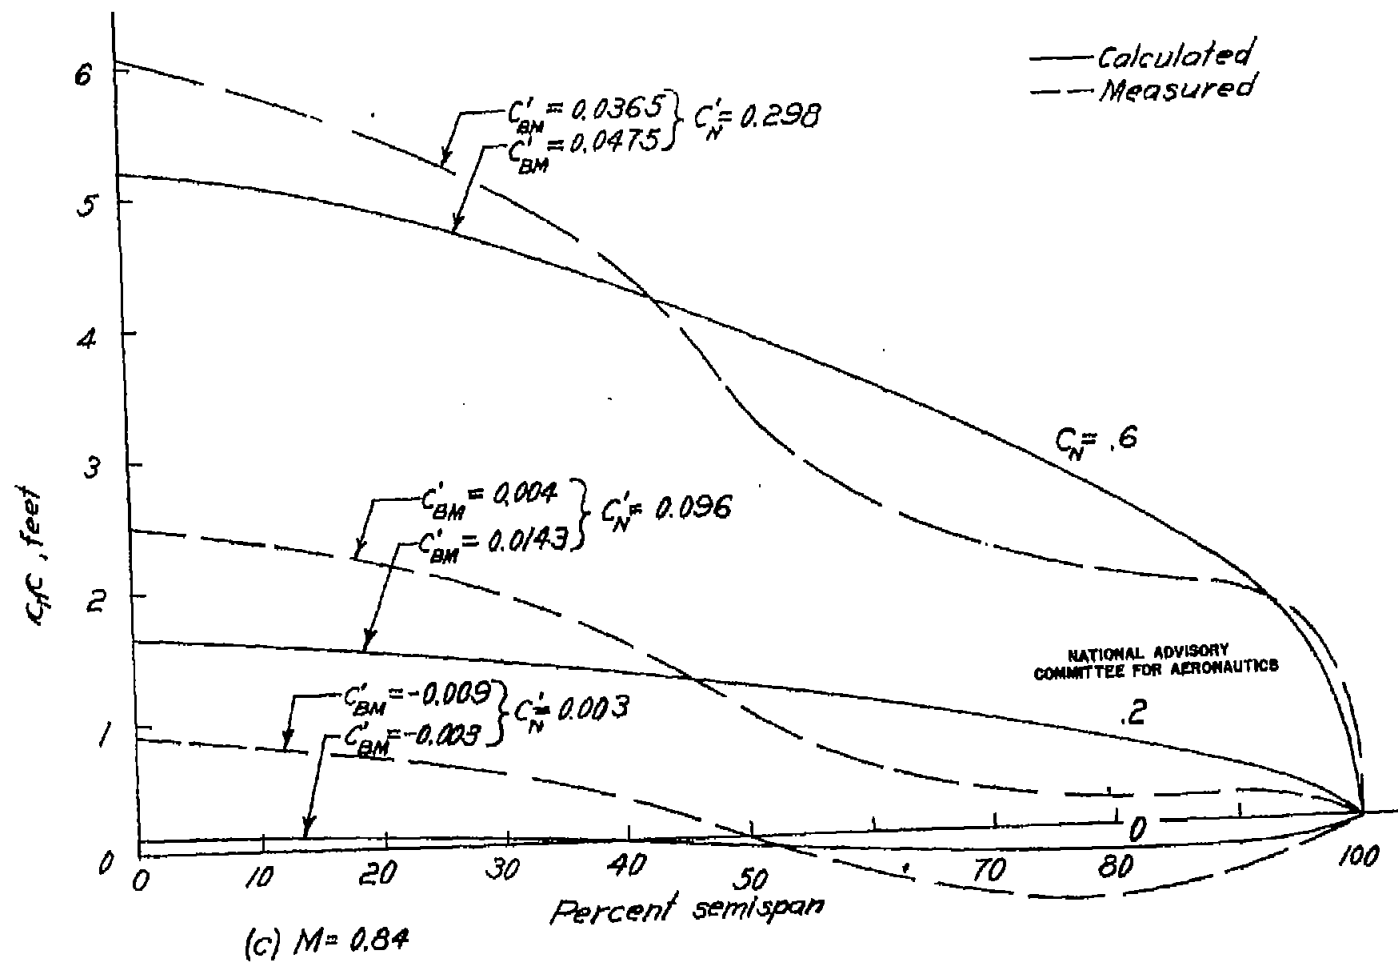 Calculated
Measured
6
C'BM = 0.0365 } C'N = 0.298
C'BM = 0.0475
5
4
CN = .6
3
C'BM = 0.004 } C'N = 0.096
C'BM = 0.0143
cnc, feet
2
NATIONAL ADVISORY
COMMITTEE FOR AERONAUTICS
.2
C'BM = -0.009 } C'N = 0.003
C'BM = -0.003
1
0
0
0 10 20 30 40 50 70 80 100
Percent semispan
(c) M = 0.84